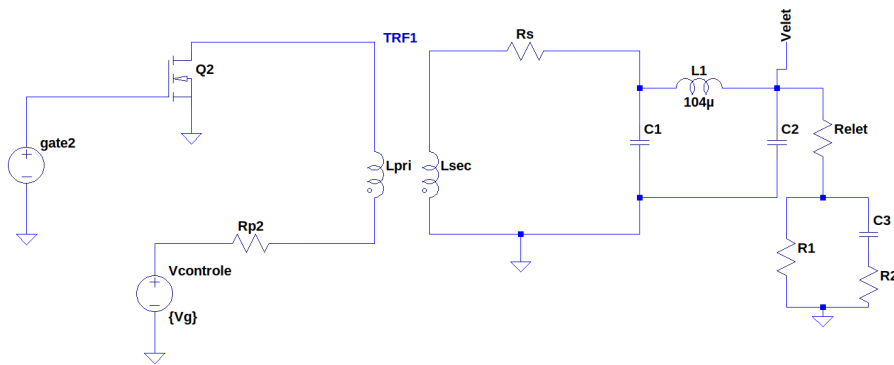 Velet
Rs
TRF1
Q2
L1
104µ
gate2
C1
C2
Relet
Lpri
Lsec
C3
Rp2
R1
Vcontrole
R2
{Vg}